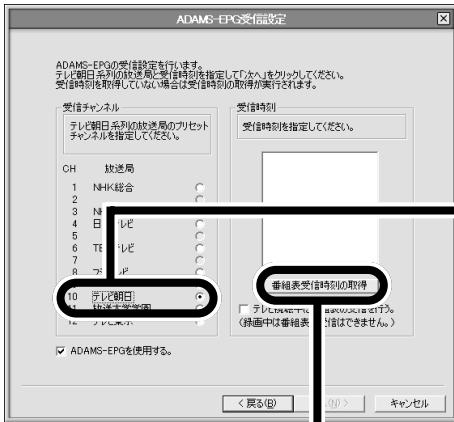 ADAMS-EPG受信設定
ADAMS-EPGの受信設定を行います。
テレビ朝日系列の放送局と受信時刻を指定して「次へ」をクリックしてください。
受信時刻を取得していない場合は受信時刻の取得が実行されます。
受信チャンネル
テレビ朝日系列の放送局のプリセット
チャンネルを指定してください。
CH 放送局
1 NHK総合
2
3
4
5
6
7
8
10 テレビ朝日
受信時刻
受信時刻を指定してください。
番組表受信時刻の取得
(録画中は番組表 受信はできません。)
ADAMS-EPGを使用する。
< 戻る(B)
(N) >
キャンセル